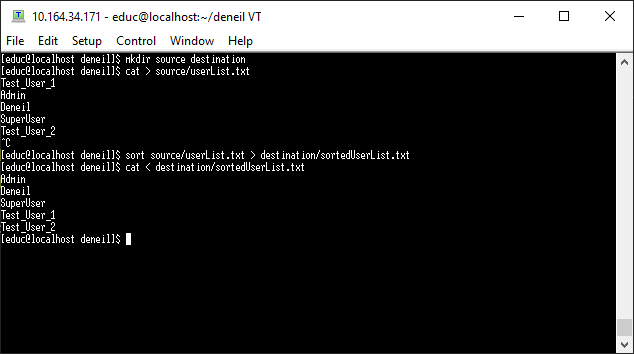 10.164.34.171 - educ@localhost:~/deneil VT
File Edit Setup Control Window Help
[educ@localhost deneil]$ mkdir source destination
[educ@localhost deneil]$ cat > source/userList.txt
Test_User_1
Admin
Deneil
SuperUser
Test_User_2
^C
[educ@localhost deneil]$ sort source/userList.txt > destination/sortedUserList.txt
[educ@localhost deneil]$ cat < destination/sortedUserList.txt
Admin
Deneil
SuperUser
Test_User_1
Test_User_2
[educ@localhost deneil]$